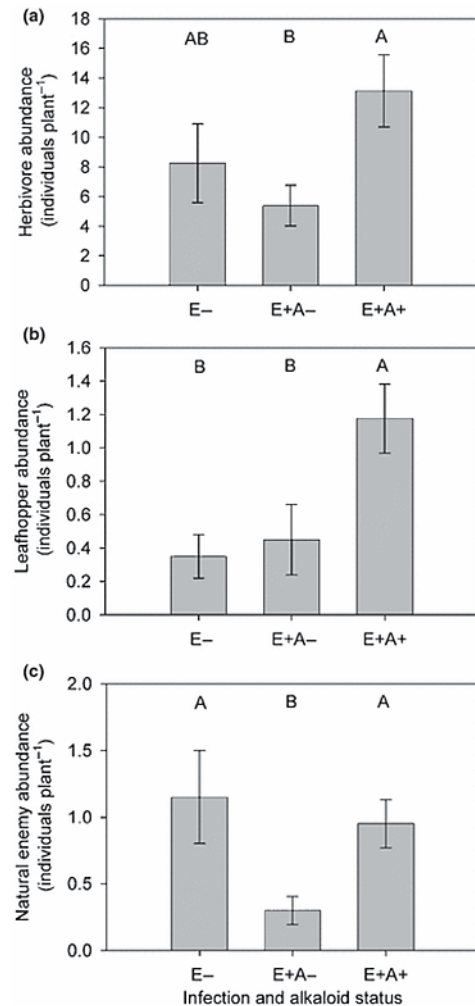 (a)
Herbivore abundance
(individuals plant⁻¹)
18
16
14
12
10
8
6
4
2
0
AB B A
E– E+A– E+A+
(b)
Leafhopper abundance
(individuals plant⁻¹)
1.6
1.4
1.2
1.0
0.8
0.6
0.4
0.2
0.0
B B A
E– E+A– E+A+
(c)
Natural enemy abundance
(individuals plant⁻¹)
2.0
1.5
1.0
0.5
0.0
A B A
E– E+A– E+A+
Infection and alkaloid status